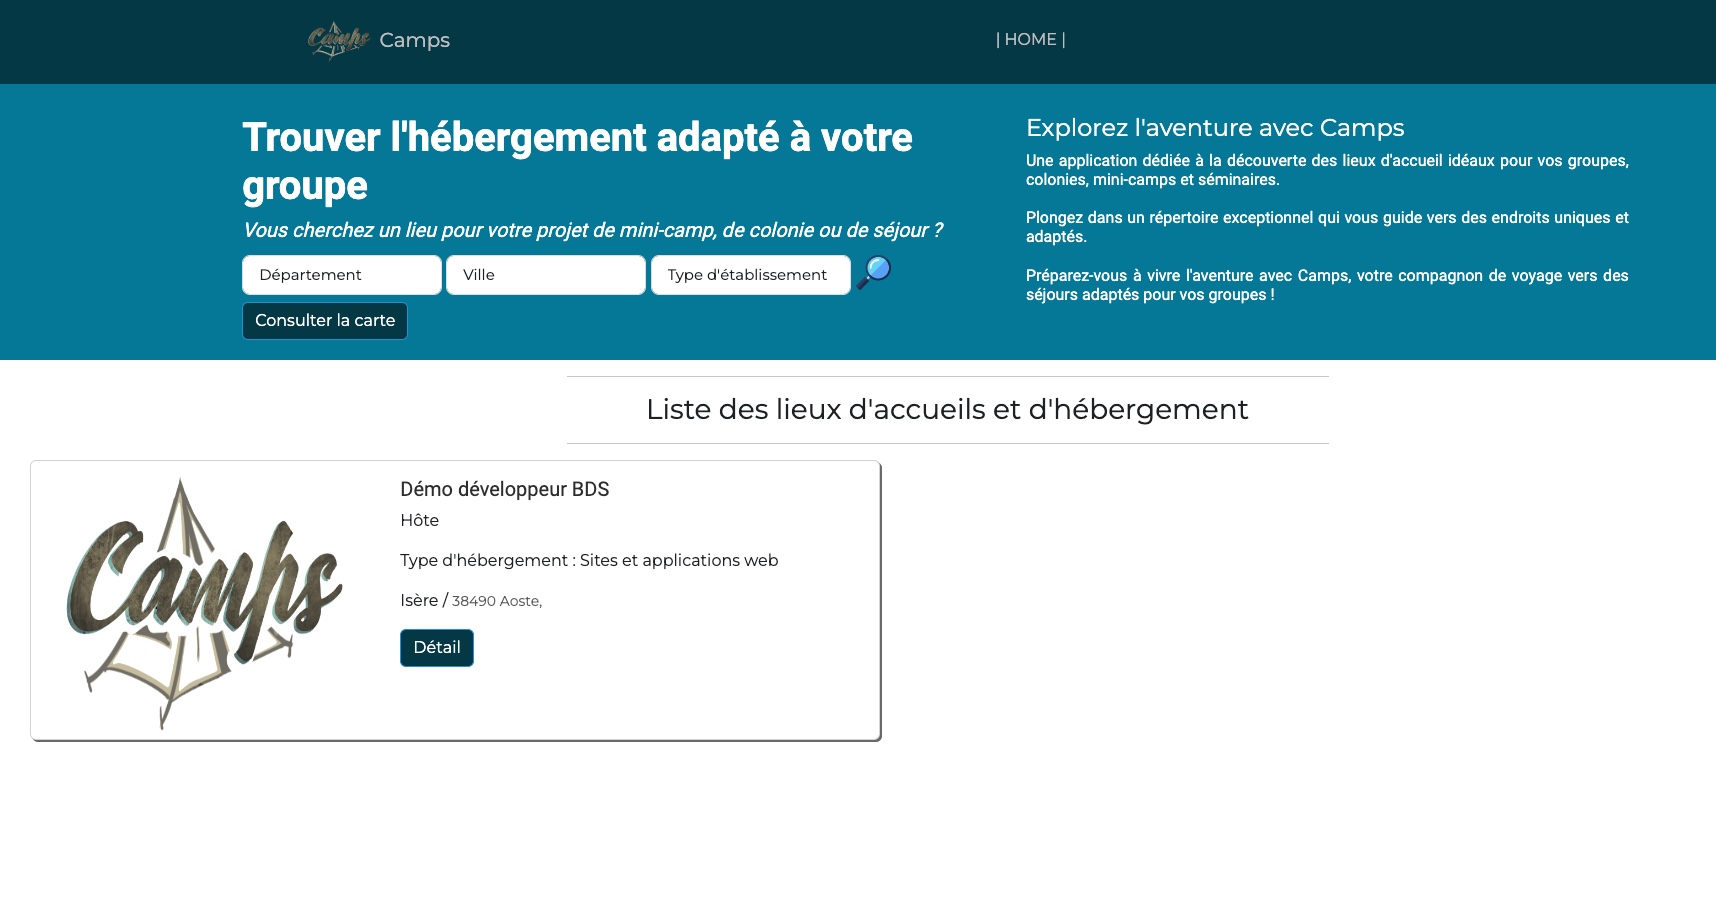 Camps Camps
| HOME |
Trouver l'hébergement adapté à votre
groupe
Vous cherchez un lieu pour votre projet de mini-camp, de colonie ou de séjour ?
Département Ville Type d'établissement
Consulter la carte
Explorez l'aventure avec Camps
Une application dédiée à la découverte des lieux d'accueil idéaux pour vos groupes,
colonies, mini-camps et séminaires.
Plongez dans un répertoire exceptionnel qui vous guide vers des endroits uniques et
adaptés.
Préparez-vous à vivre l'aventure avec Camps, votre compagnon de voyage vers des
séjours adaptés pour vos groupes !
Liste des lieux d'accueils et d'hébergement
Camps
Démo développeur BDS
Hôte
Type d'hébergement : Sites et applications web
Isère / 38490 Aoste,
Détail